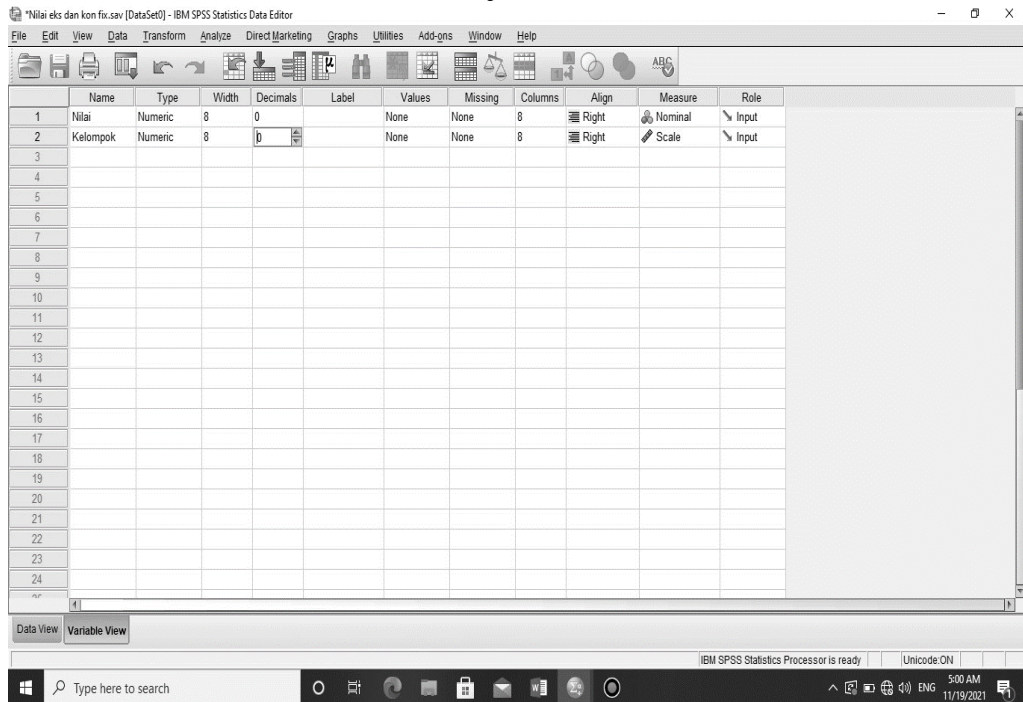 *Nilai eks dan kon fix.sav [DataSet0] - IBM SPSS Statistics Data Editor
File Edit View Data Transform Analyze Direct Marketing Graphs Utilities Add-ons Window Help
Name Type Width Decimals Label Values Missing Columns Align Measure Role
1 Nilai Numeric 8 0 None None 8 Right Nominal Input
2 Kelompok Numeric 8 0 None None 8 Right Scale Input
3
4
5
6
7
8
9
10
11
12
13
14
15
16
17
18
19
20
21
22
23
24
Data View Variable View
IBM SPSS Statistics Processor is ready Unicode:ON
Type here to search ENG 5:00 AM
11/19/2021